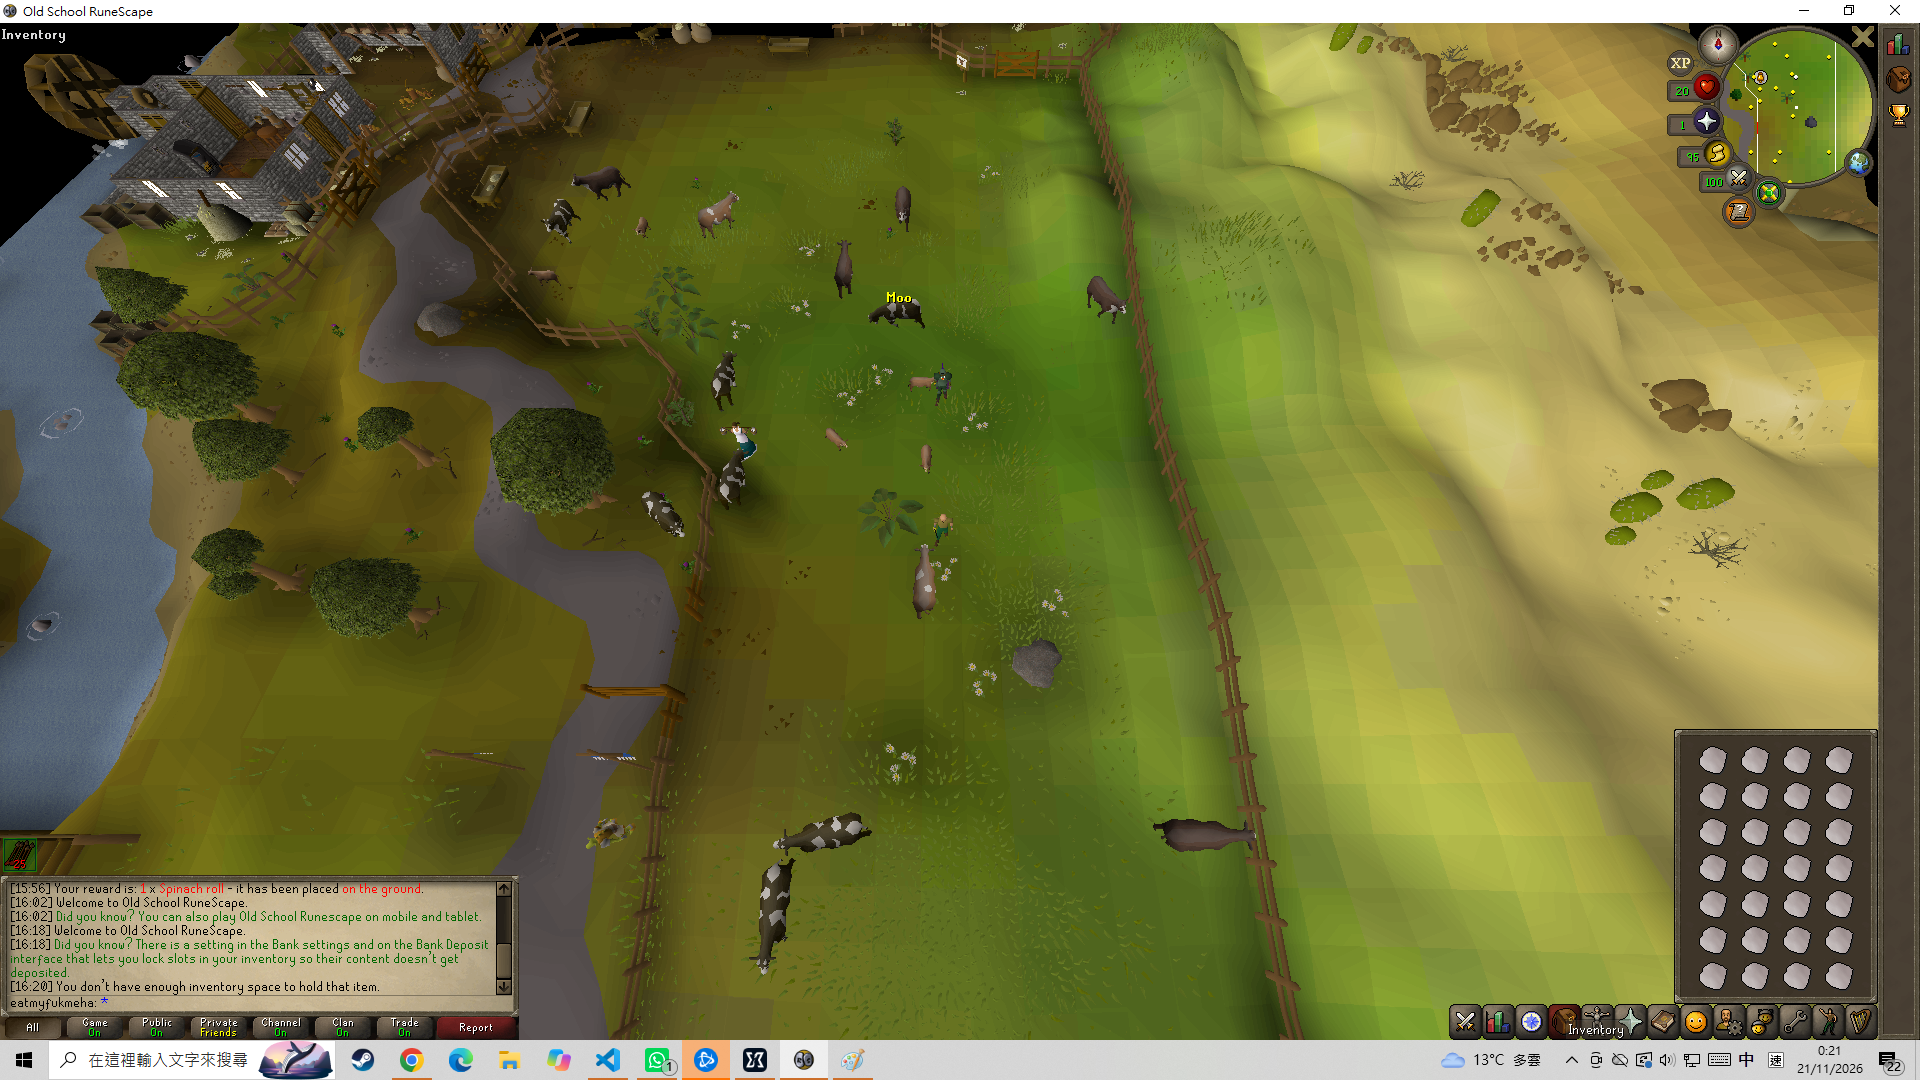 Old School RuneScape
Inventory
N
XP
20
1
95
100
Moo
25
[15:56] Your reward is: 1 x Spinach roll - it has been placed on the ground.
[16:02] Welcome to Old School RuneScape.
[16:02] Did you know? You can also play Old School Runescape on mobile and tablet.
[16:18] Welcome to Old School RuneScape.
[16:18] Did you know? There is a setting in the Bank settings and on the Bank Deposit
interface that lets you lock slots in your inventory so their content doesn't get
deposited.
[16:20] You don't have enough inventory space to hold that item.
eatmyfukmeha: *
All
Game On
Public On
Private Friends
Channel On
Clan On
Trade On
Report
Inventory
在這裡輸入文字來搜尋
1
13°C 多雲
中
速
0:21
21/11/2026
22